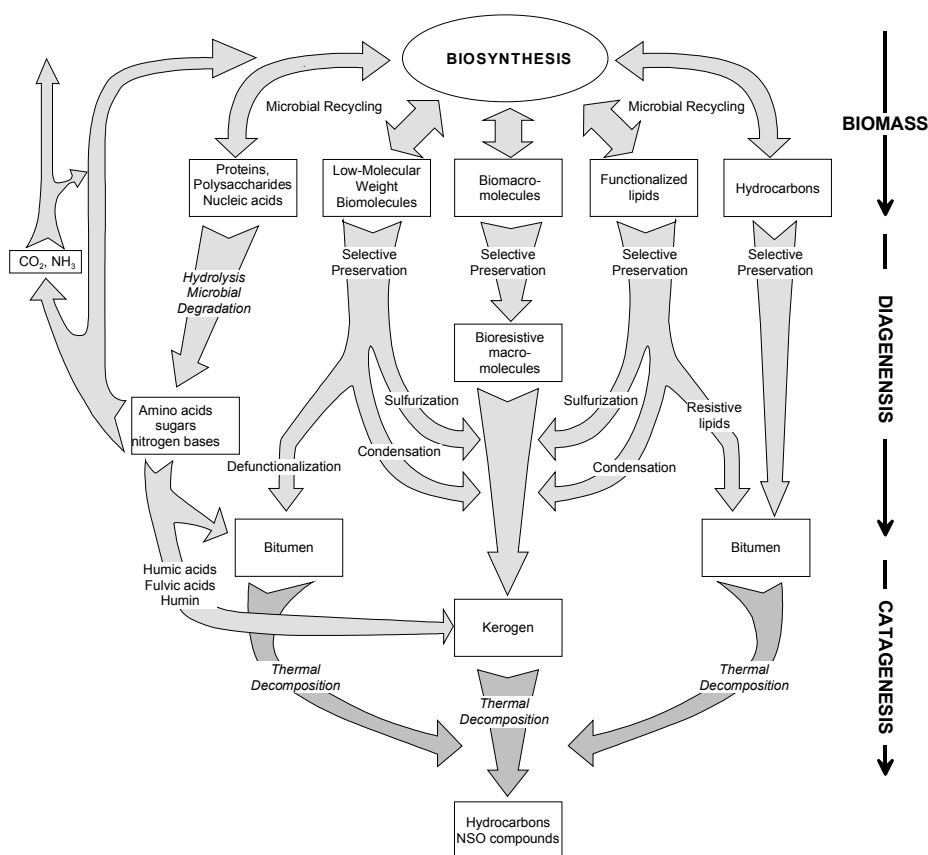 BIOSYNTHESIS
Microbial Recycling
Microbial Recycling
BIOMASS
Proteins,
Polysaccharides
Nucleic acids
Low-Molecular
Weight
Biomolecules
Biomacro-
molecules
Functionalized
lipids
Hydrocarbons
CO₂, NH₃
Hydrolysis
Microbial
Degradation
Selective
Preservation
Selective
Preservation
Selective
Preservation
Selective
Preservation
DIAGENENSIS
Bioresistive
macro-
molecules
Amino acids
sugars
nitrogen bases
Sulfurization
Sulfurization
Resistive
lipids
Defunctionalization
Condensation
Condensation
Bitumen
Bitumen
Humic acids
Fulvic acids
Humin
Kerogen
CATAGENESIS
Thermal
Decomposition
Thermal
Decomposition
Thermal
Decomposition
Hydrocarbons
NSO compounds